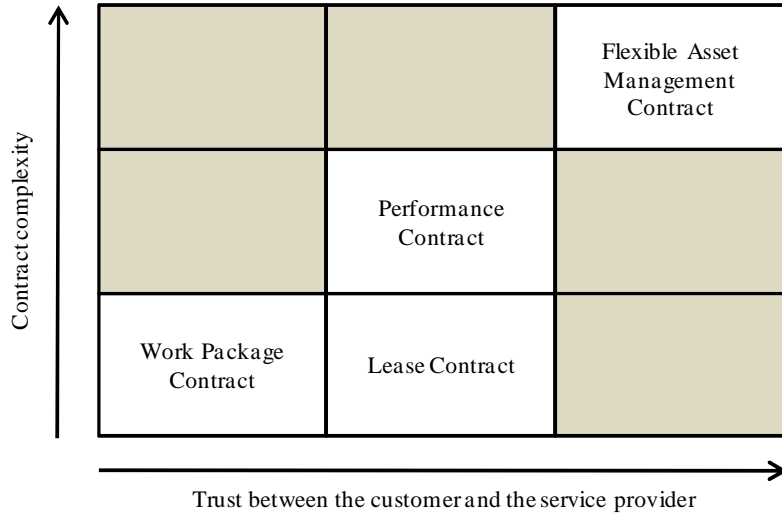 Flexible Asset
Management
Contract
Contract complexity
Performance
Contract
Work Package
Contract
Lease Contract
Trust between the customer and the service provider